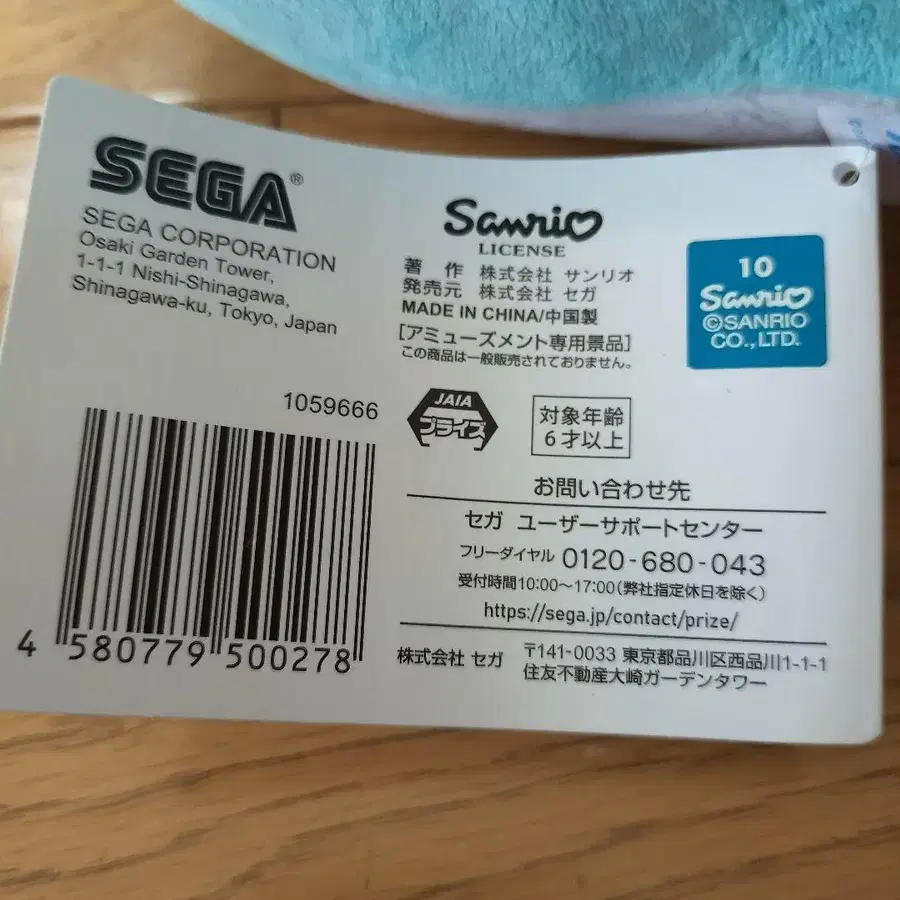 SEGA®
SEGA CORPORATION
Osaki Garden Tower,
1-1-1 Nishi-Shinagawa,
Shinagawa-ku, Tokyo, Japan
Sanrio
LICENSE
著 作 株式会社 サンリオ
発売元 株式会社 セガ
MADE IN CHINA/中国製
[アミューズメント専用景品]
この商品は一般販売されておりません。
10
Sanrio
©SANRIO
CO.,LTD.
1059666
4 580779 500278
JAIA
プライズ
対象年齢
6才以上
お問い合わせ先
セガ ユーザーサポートセンター
フリーダイヤル 0120-680-043
受付時間10:00～17:00(弊社指定休日を除く)
https://sega.jp/contact/prize/
株式会社 セガ
〒141-0033 東京都品川区西品川1-1-1
住友不動産大崎ガーデンタワー